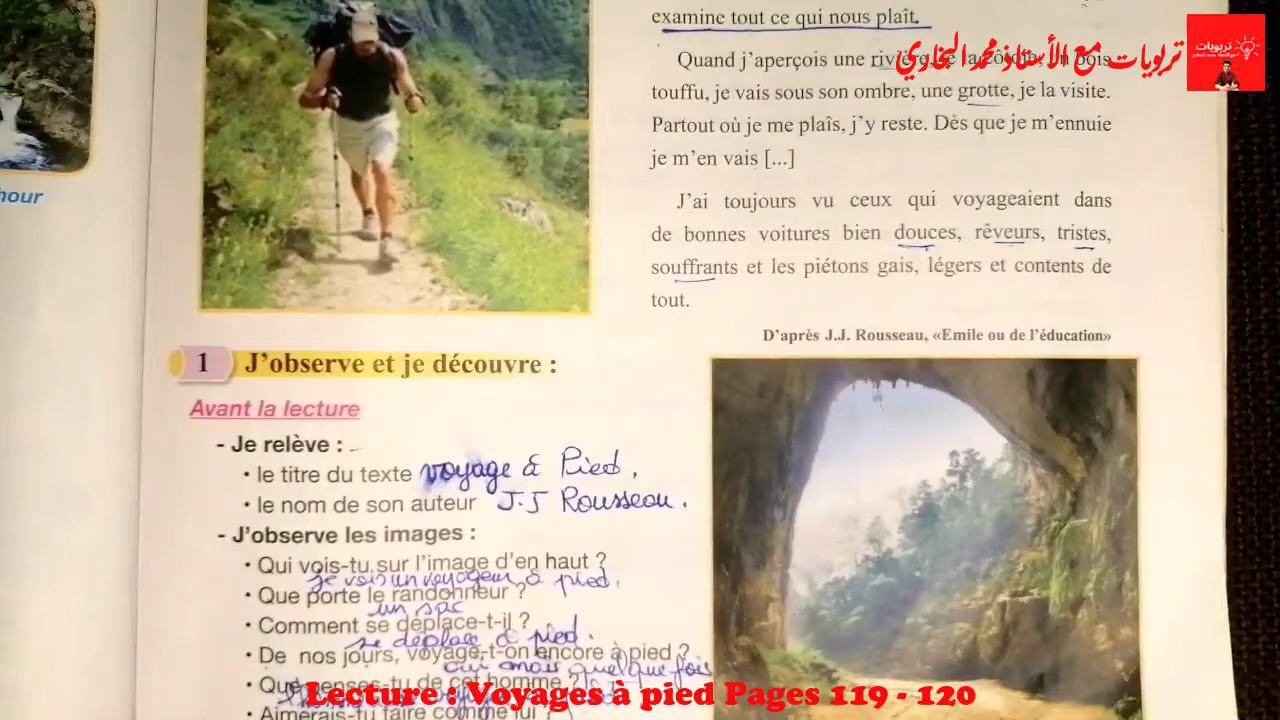 examine tout ce qui nous plaît.
Quand j'aperçois une rivière, je la côtoie, un bois
touffu, je vais sous son ombre, une grotte, je la visite.
Partout où je me plaîs, j'y reste. Dès que je m'ennuie
je m'en vais [...]
J'ai toujours vu ceux qui voyageaient dans
de bonnes voitures bien douces, rêveurs, tristes,
souffrants et les piétons gais, légers et contents de
tout.
D'après J.J. Rousseau, «Emile ou de l'éducation»
تربويات مع الأستاذ محمد البخاري
تربويات
hour
1 J'observe et je découvre :
Avant la lecture
- Je relève :
• le titre du texte voyage à Pied.
• le nom de son auteur J.J Rousseau.
- J'observe les images :
• Qui vois-tu sur l'image d'en haut ?
je vois un voyageur à pied.
• Que porte le randonneur ?
un sac
• Comment se déplace-t-il ?
se déplace à pied.
• De nos jours, voyage-t-on encore à pied ?
oui mais quelque fois
• Que penses-tu de cet homme ?
• Aimerais-tu faire comme lui ?
Lecture : Voyages à pied Pages 119 - 120